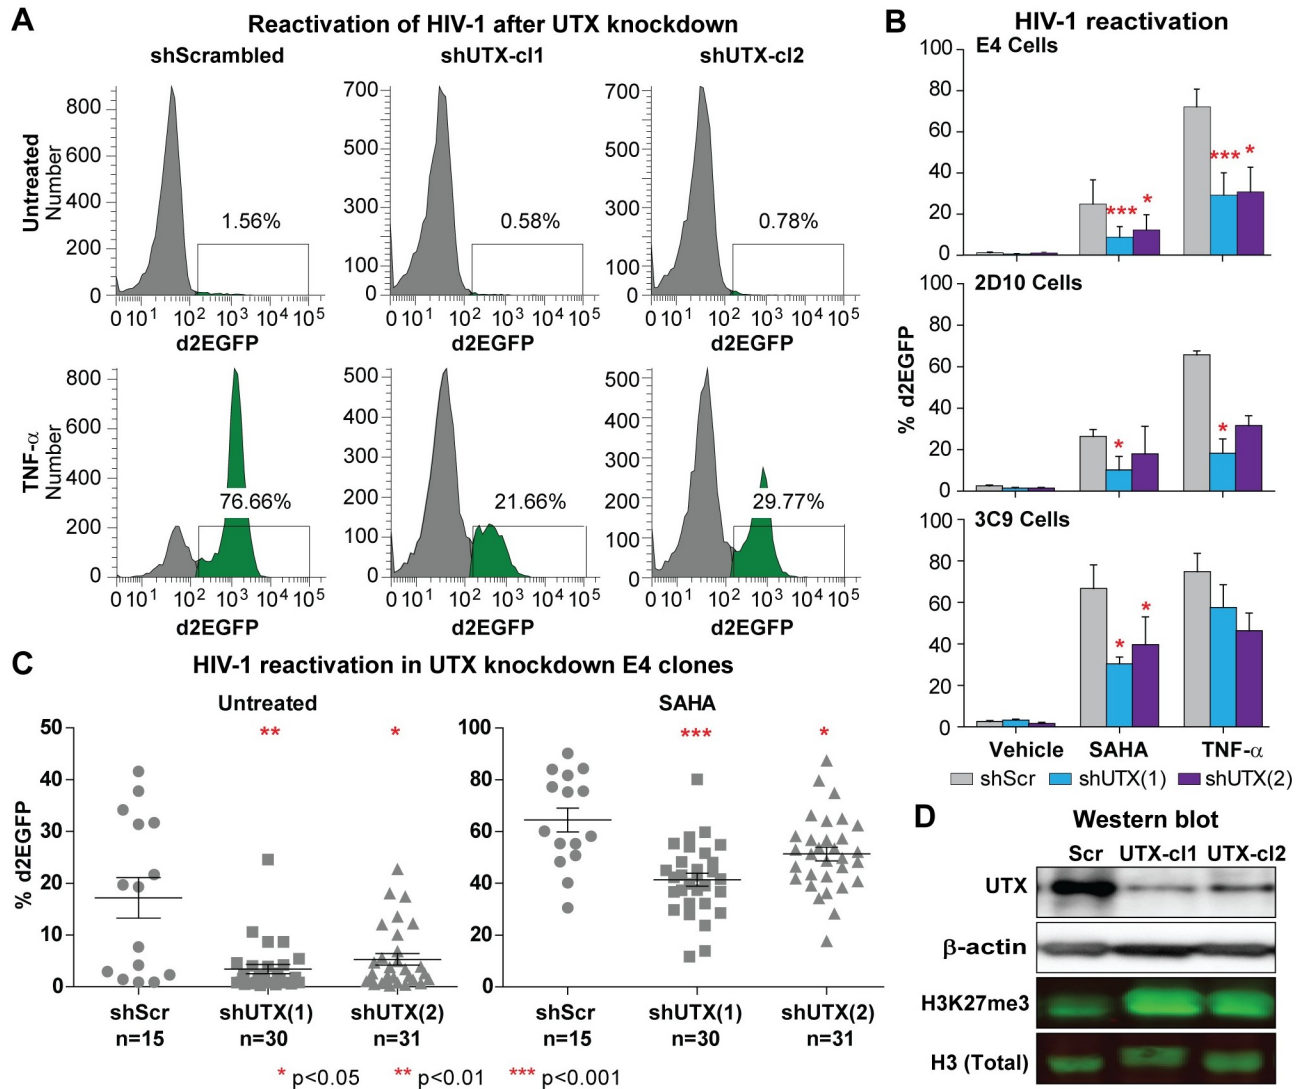 A
Reactivation of HIV-1 after UTX knockdown
shScrambled
shUTX-cl1
shUTX-cl2
Untreated
Number
800
600
400
200
0
1.56%
0 10¹ 10² 10³ 10⁴ 10⁵
d2EGFP
700
500
300
100
0
0.58%
0 10¹ 10² 10³ 10⁴ 10⁵
d2EGFP
700
500
300
100
0
0.78%
0 10¹ 10² 10³ 10⁴ 10⁵
d2EGFP
TNF-α
Number
800
600
400
200
0
76.66%
0 10¹ 10² 10³ 10⁴ 10⁵
d2EGFP
500
400
300
200
100
0
21.66%
0 10¹ 10² 10³ 10⁴ 10⁵
d2EGFP
500
400
300
200
100
0
29.77%
0 10¹ 10² 10³ 10⁴ 10⁵
d2EGFP
B
HIV-1 reactivation
% d2EGFP
E4 Cells
100
80
60
40
20
0
*** *
*** *
2D10 Cells
100
80
60
40
20
0
*
*
3C9 Cells
100
80
60
40
20
0
* *
Vehicle SAHA TNF-α
shScr shUTX(1) shUTX(2)
C
HIV-1 reactivation in UTX knockdown E4 clones
% d2EGFP
Untreated
50
40
30
20
10
0
** *
shScr shUTX(1) shUTX(2)
n=15 n=30 n=31
SAHA
100
80
60
40
20
0
*** *
shScr shUTX(1) shUTX(2)
n=15 n=30 n=31
* p<0.05 ** p<0.01 *** p<0.001
D
Western blot
Scr UTX-cl1 UTX-cl2
UTX
β-actin
H3K27me3
H3 (Total)